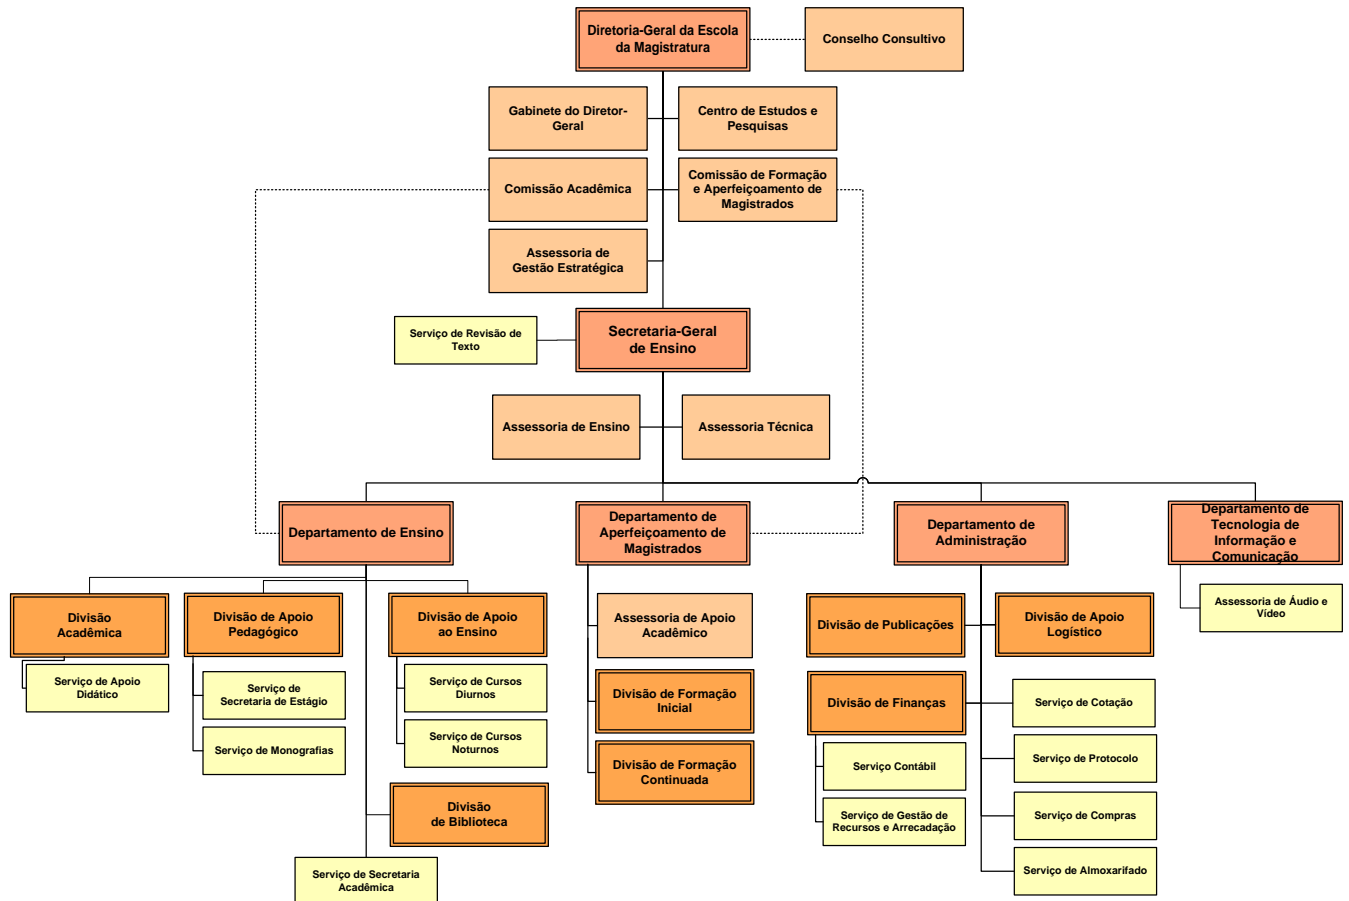 Diretoria-Geral da Escola
da Magistratura
Conselho Consultivo
Gabinete do Diretor-
Geral
Centro de Estudos e
Pesquisas
Comissão Acadêmica
Comissão de Formação
e Aperfeiçoamento de
Magistrados
Assessoria de
Gestão Estratégica
Serviço de Revisão de
Texto
Secretaria-Geral
de Ensino
Assessoria de Ensino
Assessoria Técnica
Departamento de Ensino
Departamento de
Aperfeiçoamento de
Magistrados
Departamento de
Administração
Departamento de
Tecnologia de
Informação e
Comunicação
Divisão
Acadêmica
Divisão de Apoio
Pedagógico
Divisão de Apoio
ao Ensino
Assessoria de Apoio
Acadêmico
Divisão de Publicações
Divisão de Apoio
Logístico
Assessoria de Áudio e
Vídeo
Serviço de Apoio
Didático
Serviço de
Secretaria de Estágio
Serviço de Cursos
Diurnos
Divisão de Formação
Inicial
Divisão de Finanças
Serviço de Cotação
Serviço de Monografias
Serviço de Cursos
Noturnos
Divisão de Formação
Continuada
Serviço Contábil
Serviço de Protocolo
Divisão
de Biblioteca
Serviço de Gestão de
Recursos e Arrecadação
Serviço de Compras
Serviço de Secretaria
Acadêmica
Serviço de Almoxarifado